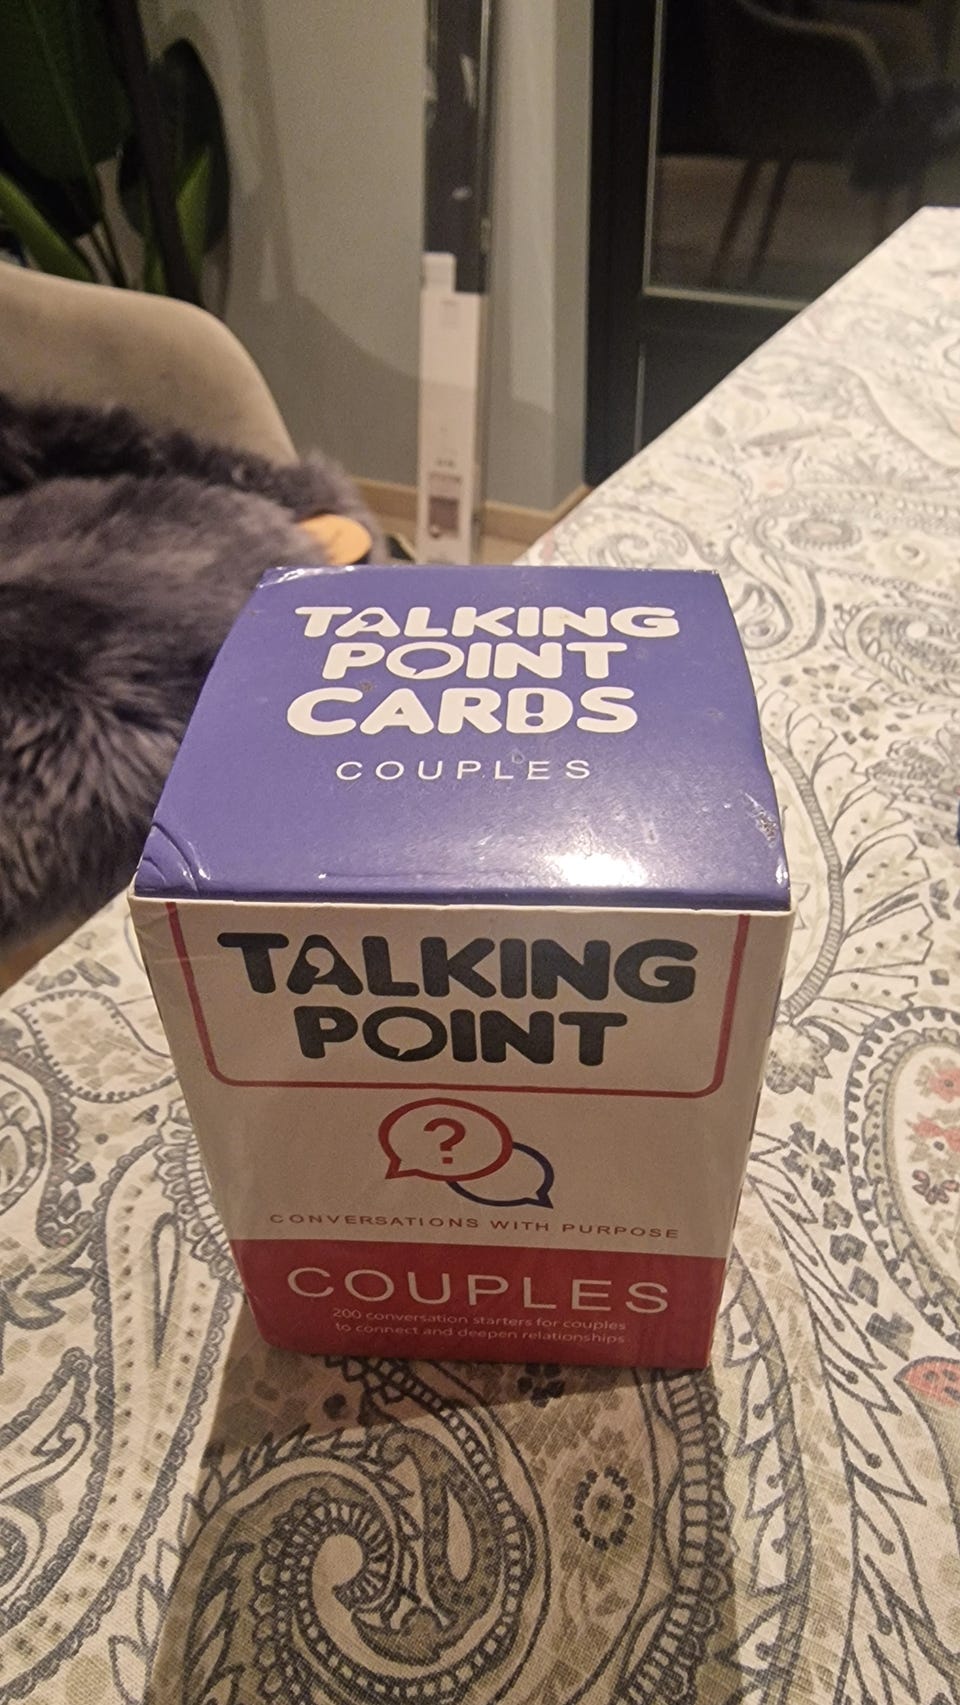 TALKING
POINT
CARDS
COUPLES
TALKING
POINT
?
CONVERSATIONS WITH PURPOSE
COUPLES
200 conversation starters for couples
to connect and deepen relationships